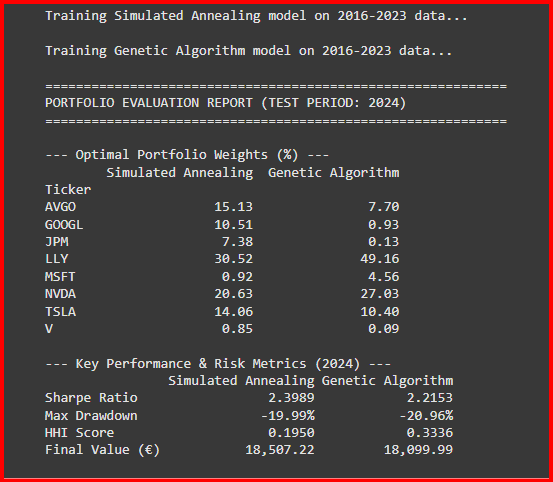 Training Simulated Annealing model on 2016-2023 data...
Training Genetic Algorithm model on 2016-2023 data...
============================================================
PORTFOLIO EVALUATION REPORT (TEST PERIOD: 2024)
============================================================
--- Optimal Portfolio Weights (%) ---
Simulated Annealing  Genetic Algorithm
Ticker
AVGO 15.13 7.70
GOOGL 10.51 0.93
JPM 7.38 0.13
LLY 30.52 49.16
MSFT 0.92 4.56
NVDA 20.63 27.03
TSLA 14.06 10.40
V 0.85 0.09
--- Key Performance & Risk Metrics (2024) ---
Simulated Annealing Genetic Algorithm
Sharpe Ratio 2.3989 2.2153
Max Drawdown -19.99% -20.96%
HHI Score 0.1950 0.3336
Final Value (€) 18,507.22 18,099.99